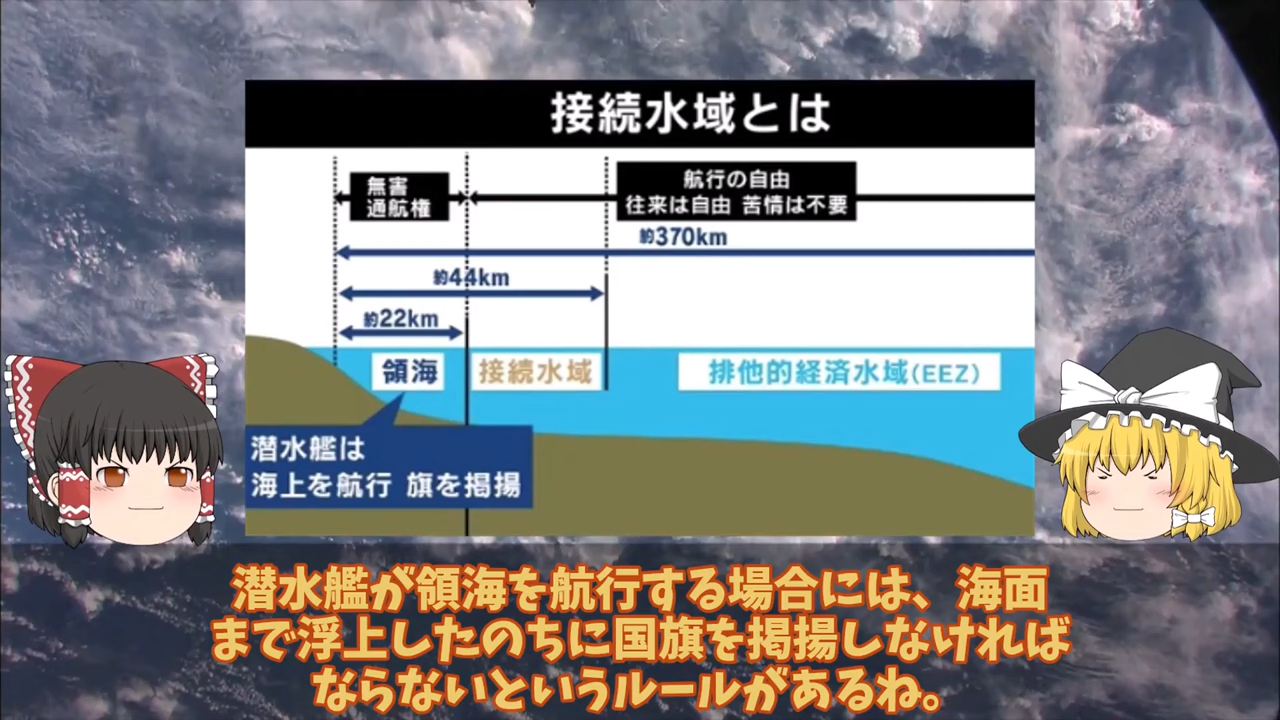 接続水域とは
無害
通航権
航行の自由
往来は自由 苦情は不要
約370km
約44km
約22km
領海
接続水域
排他的経済水域(EEZ)
潜水艦は
海上を航行 旗を掲揚
潜水艦が領海を航行する場合には、海面
まで浮上したのちに国旗を掲揚しなければ
ならないというルールがあるね。